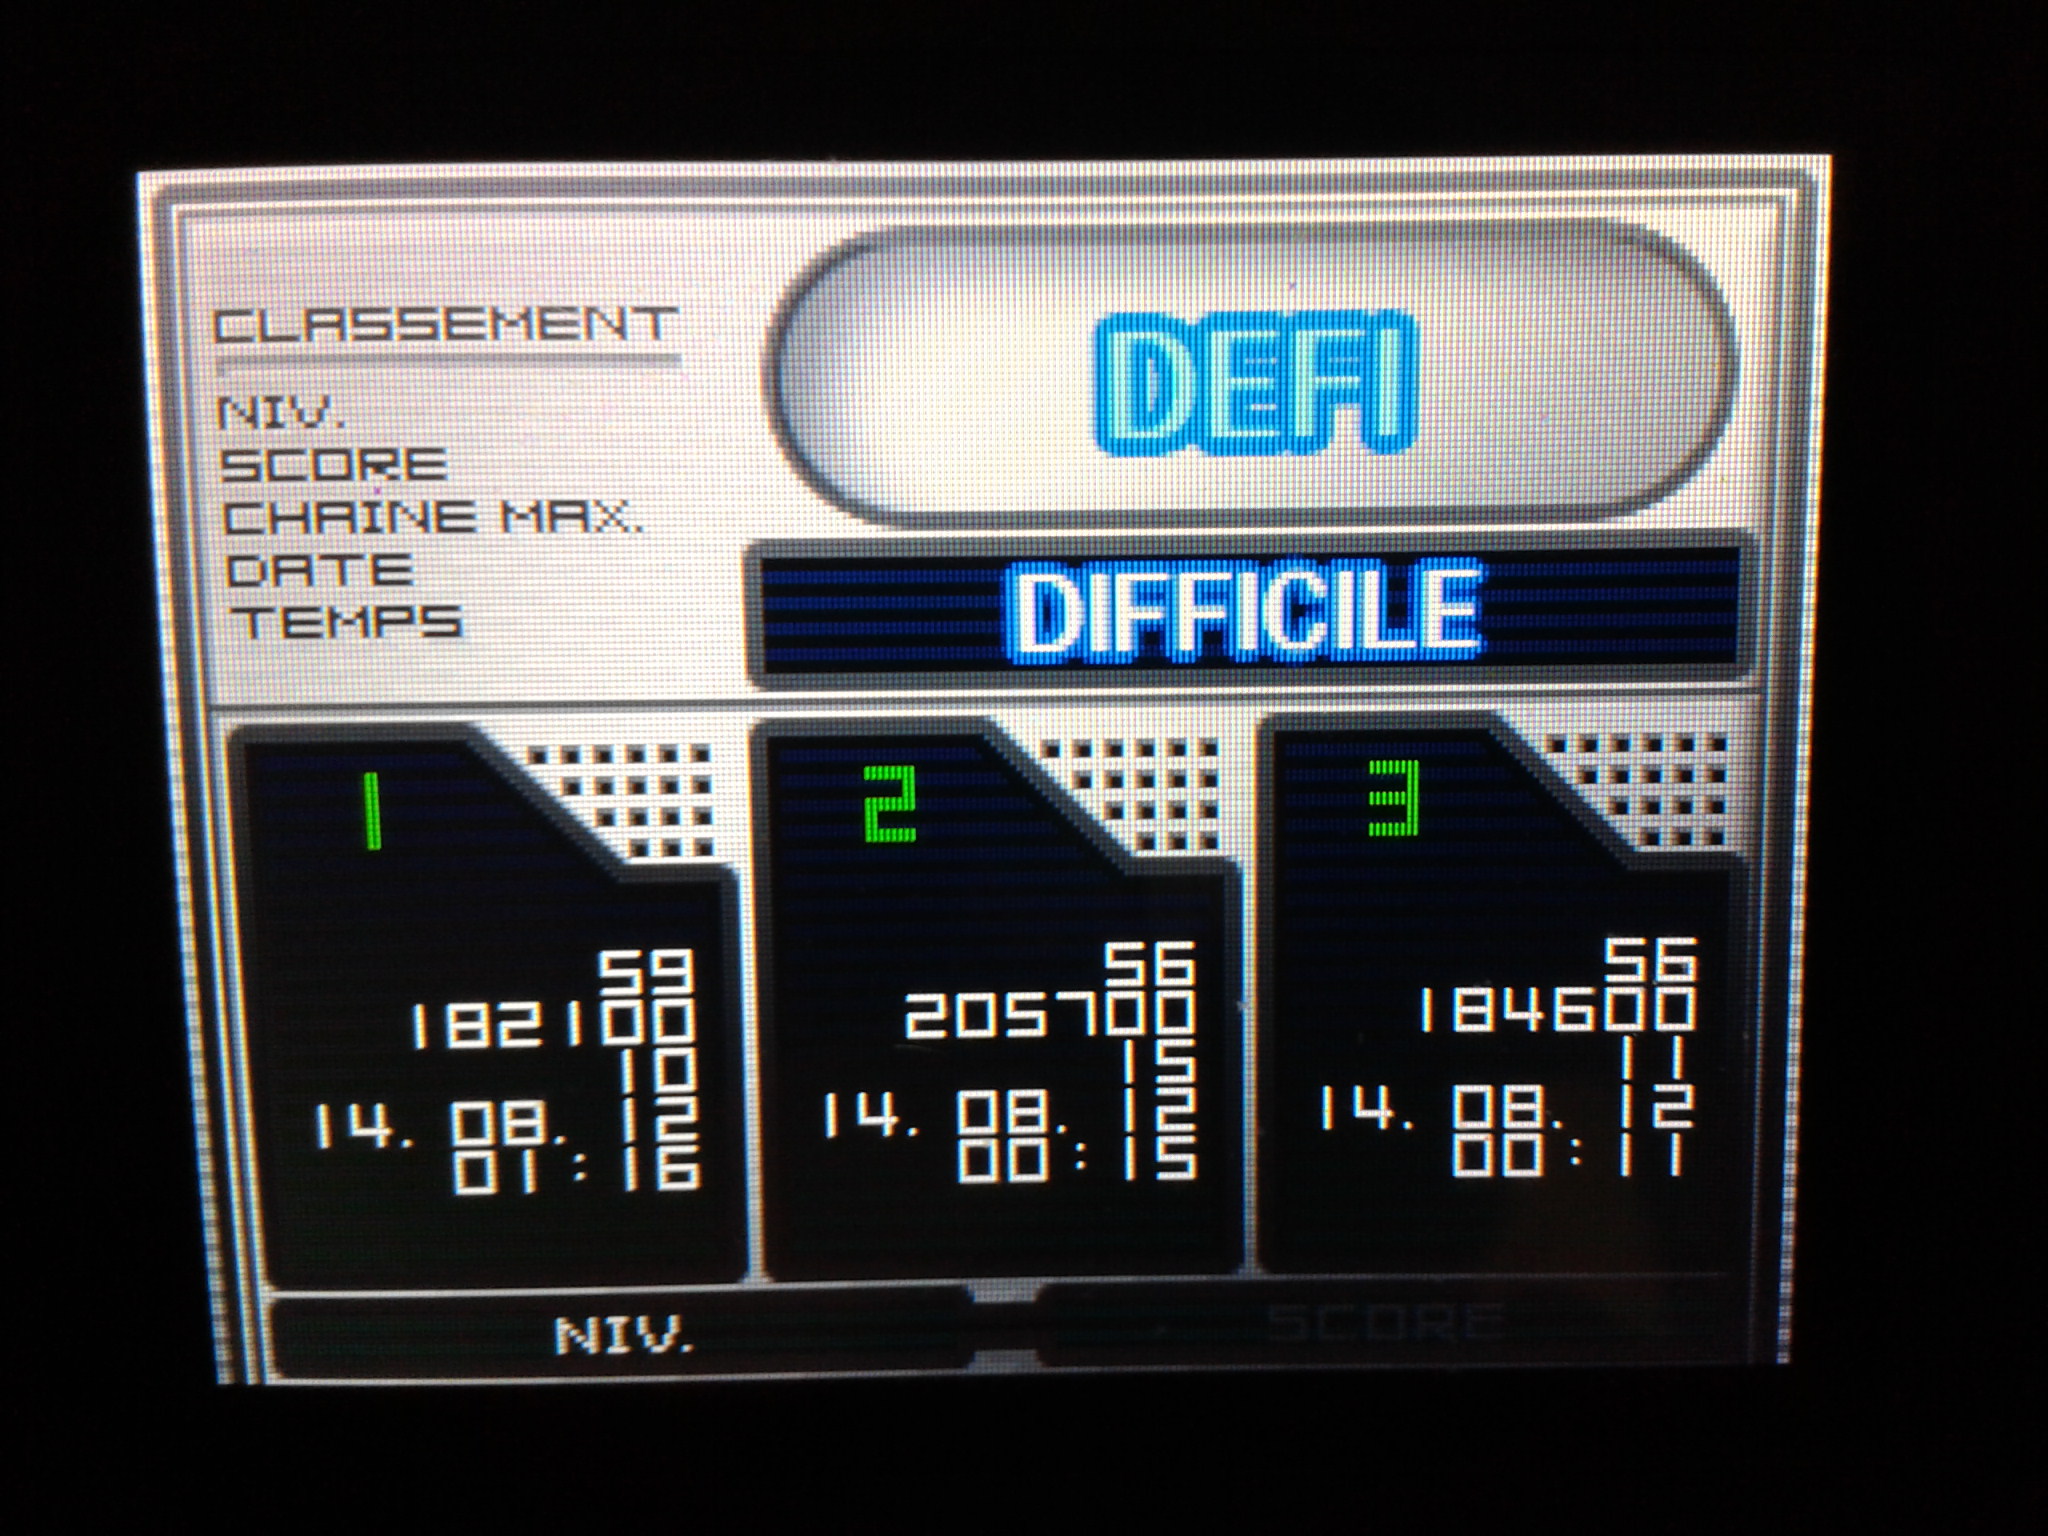 CLASSEMENT
DEFI
NIV.
SCORE
CHAINE MAX.
DATE
TEMPS
DIFFICILE
1
59
182100
10
14. 08. 12
01:16
2
56
205700
15
14. 08. 12
00:15
3
56
184600
11
14. 08. 12
00:11
NIV.
SCORE